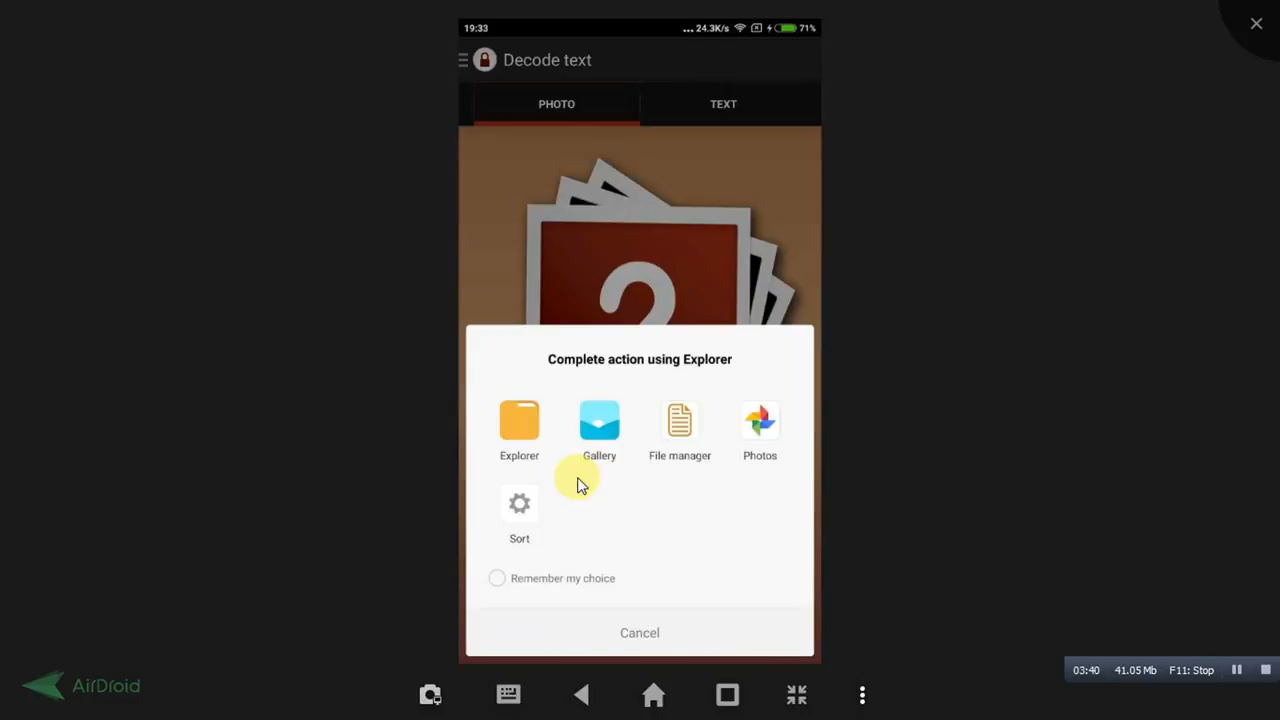 19:33 ... 24.3K/s 71%
Decode text
PHOTO TEXT
?
Complete action using Explorer
Explorer Gallery File manager Photos
Sort
Remember my choice
Cancel
03:40 41.05 Mb F11: Stop
AirDroid